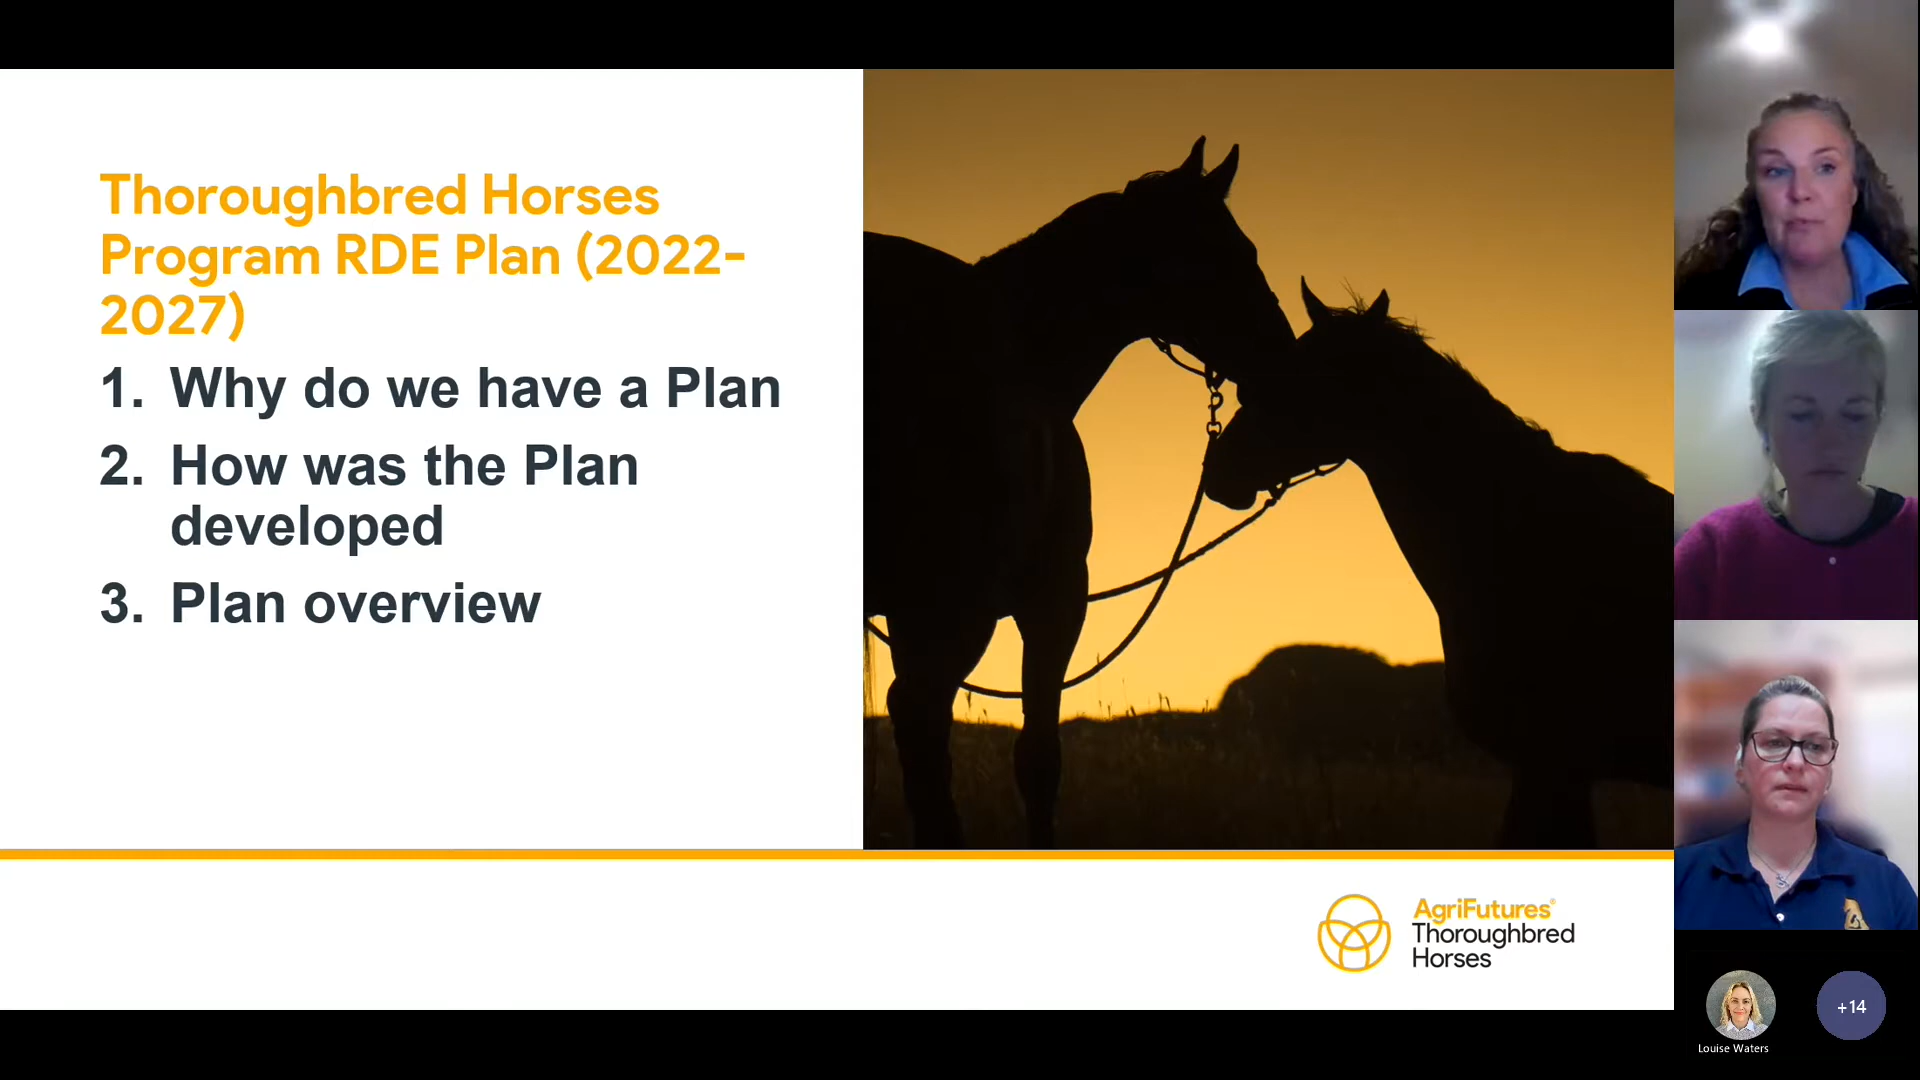 Thoroughbred Horses
Program RDE Plan (2022-
2027)
1. Why do we have a Plan
2. How was the Plan
developed
3. Plan overview
AgriFutures®
Thoroughbred
Horses
+14
Louise Waters